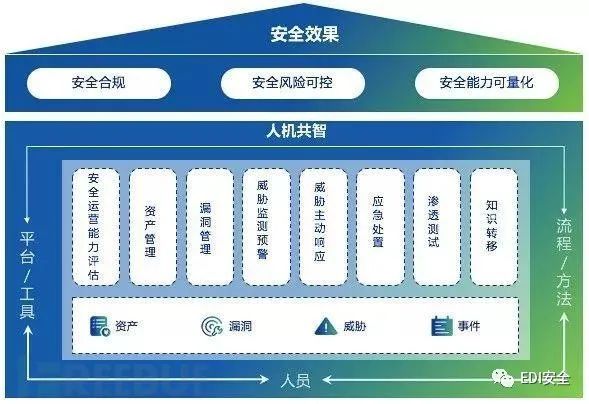 安全效果
安全合规
安全风险可控
安全能力可量化
人机共智
平台/工具
安全运营能力评估
资产管理
漏洞管理
威胁监测预警
威胁主动响应
应急处置
渗透测试
知识转移
流程/方法
资产
漏洞
威胁
事件
人员
FREEBUF
EDI安全